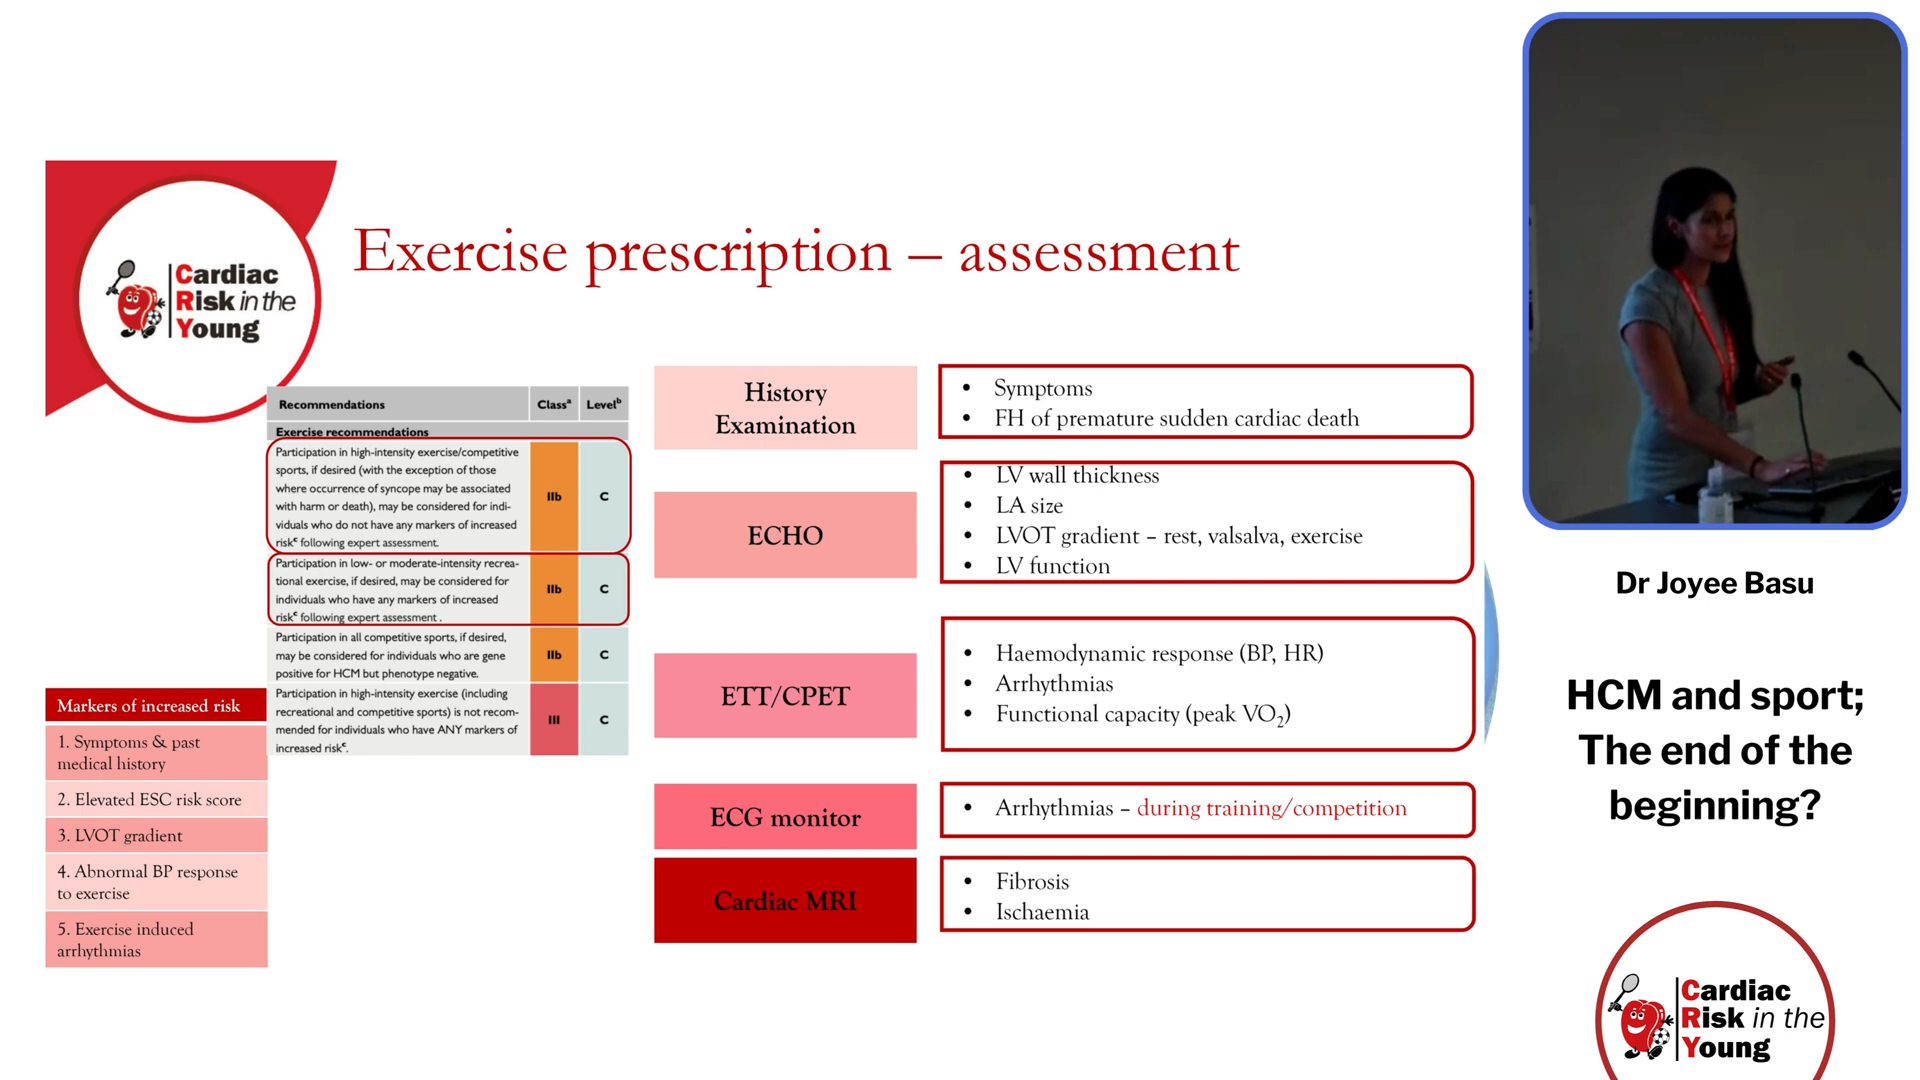 Cardiac
Risk in the
Young
Exercise prescription – assessment
Recommendations Classᵃ Levelᵇ
Exercise recommendations
Participation in high-intensity exercise/competitive
sports, if desired (with the exception of those
where occurrence of syncope may be associated
with harm or death), may be considered for indi-
viduals who do not have any markers of increased
riskᶜ following expert assessment.
IIb C
Participation in low- or moderate-intensity recrea-
tional exercise, if desired, may be considered for
individuals who have any markers of increased
riskᶜ following expert assessment .
IIb C
Participation in all competitive sports, if desired,
may be considered for individuals who are gene
positive for HCM but phenotype negative.
IIb C
Participation in high-intensity exercise (including
recreational and competitive sports) is not recom-
mended for individuals who have ANY markers of
increased riskᶜ.
III C
Markers of increased risk
1. Symptoms & past
medical history
2. Elevated ESC risk score
3. LVOT gradient
4. Abnormal BP response
to exercise
5. Exercise induced
arrhythmias
History
Examination
• Symptoms
• FH of premature sudden cardiac death
ECHO
• LV wall thickness
• LA size
• LVOT gradient – rest, valsalva, exercise
• LV function
ETT/CPET
• Haemodynamic response (BP, HR)
• Arrhythmias
• Functional capacity (peak VO₂)
ECG monitor
• Arrhythmias – during training/competition
Cardiac MRI
• Fibrosis
• Ischaemia
Dr Joyee Basu
HCM and sport;
The end of the
beginning?
Cardiac
Risk in the
Young